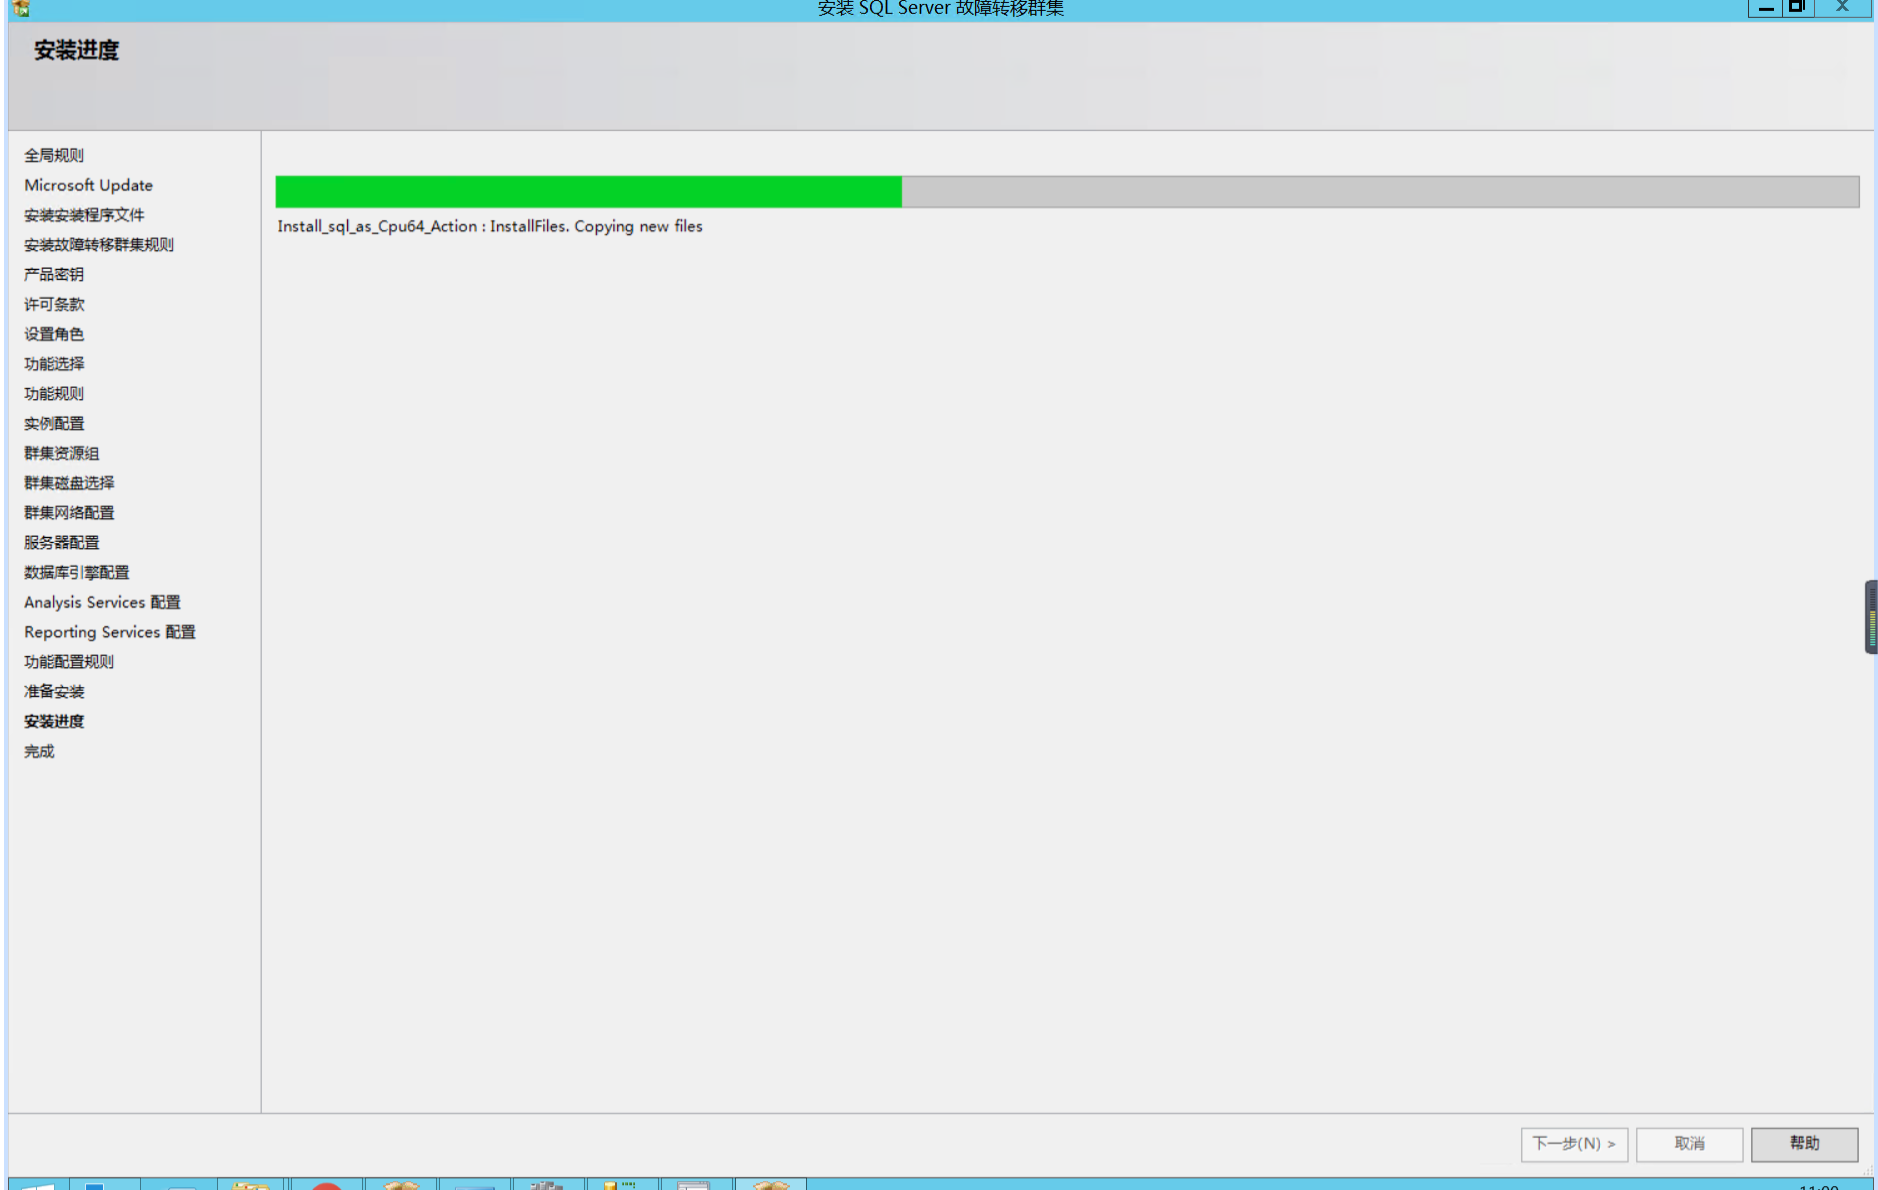 安装 SQL Server 故障转移群集
安装进度
全局规则
Microsoft Update
安装安装程序文件
安装故障转移群集规则
产品密钥
许可条款
设置角色
功能选择
功能规则
实例配置
群集资源组
群集磁盘选择
群集网络配置
服务器配置
数据库引擎配置
Analysis Services 配置
Reporting Services 配置
功能配置规则
准备安装
安装进度
完成
Install_sql_as_Cpu64_Action : InstallFiles. Copying new files
下一步(N) >
取消
帮助